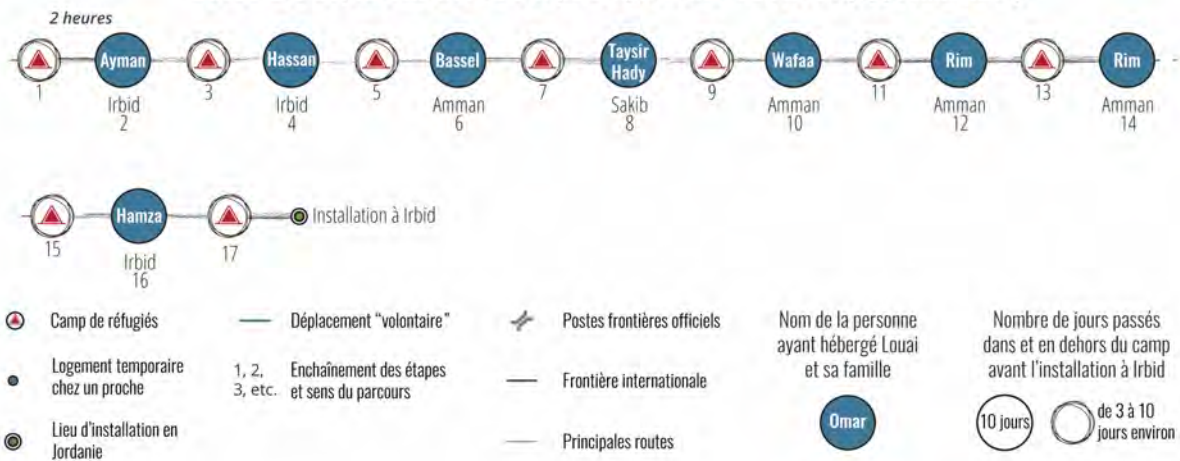 2 heures
Ayman
Hassan
Bassel
Taysir
Hady
Wafaa
Rim
Rim
1
Irbid
2
3
Irbid
4
5
Amman
6
7
Sakib
8
9
Amman
10
11
Amman
12
13
Amman
14
Hamza
Installation à Irbid
15
Irbid
16
17
Camp de réfugiés
Logement temporaire
chez un proche
Lieu d'installation en
Jordanie
Déplacement "volontaire"
1, 2,
3, etc.
Enchaînement des étapes
et sens du parcours
Postes frontières officiels
Frontière internationale
Principales routes
Nom de la personne
ayant hébergé Louai
et sa famille
Omar
Nombre de jours passés
dans et en dehors du camp
avant l'installation à Irbid
10 jours
de 3 à 10
jours environ